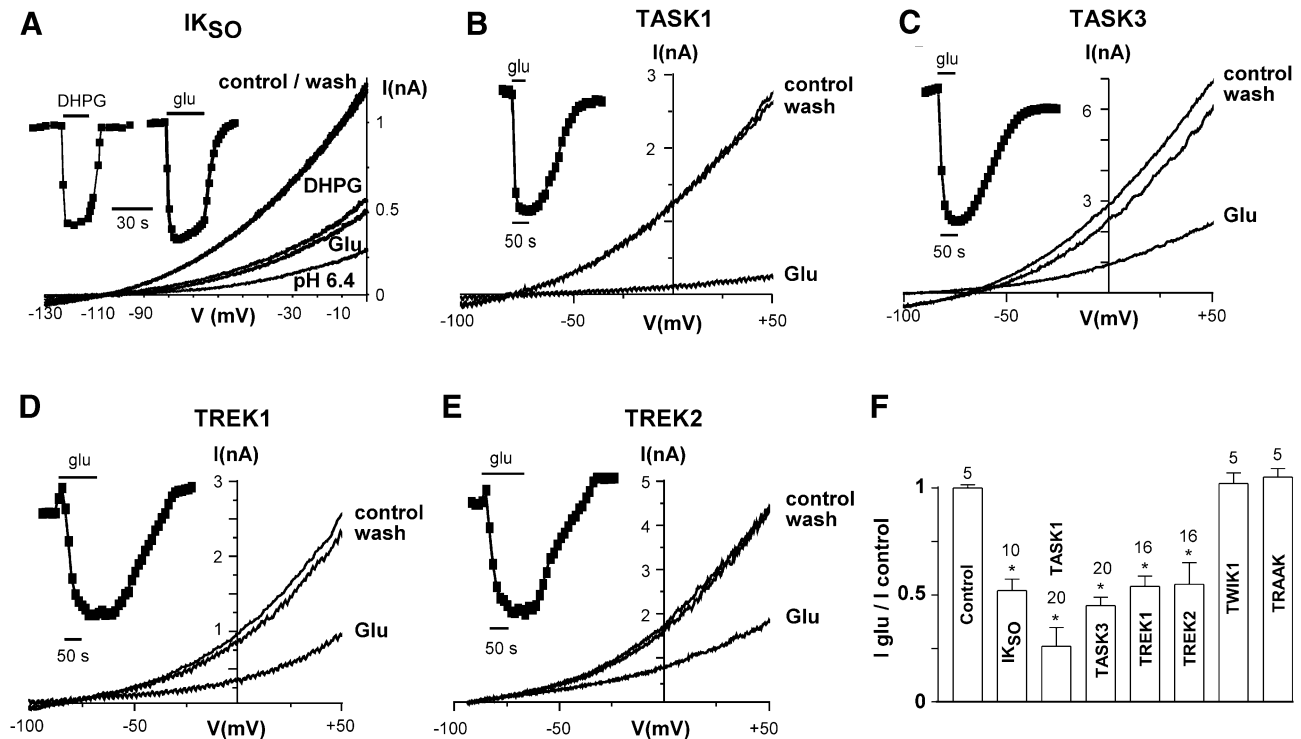 A
IKSO
control / wash
I(nA)
DHPG
glu
1
DHPG
0.5
30 s
Glu
pH 6.4
0
-130
-110
-90
V (mV)
-30
-10
B
TASK1
I(nA)
glu
3
control
wash
2
50 s
Glu
-100
-50
V(mV)
+50
C
TASK3
I(nA)
glu
control
wash
6
3
Glu
50 s
-100
-50
V(mV)
+50
D
TREK1
I(nA)
glu
3
control
wash
2
1
Glu
50 s
-100
-50
V(mV)
+50
E
TREK2
I(nA)
glu
5
control
wash
4
3
2
Glu
1
50 s
-100
-50
V(mV)
+50
F
I glu / I control
1
0.5
0
5
Control
10
*
IKSO
TASK1
20
*
20
*
TASK3
16
*
TREK1
16
*
TREK2
5
TWIK1
5
TRAAK